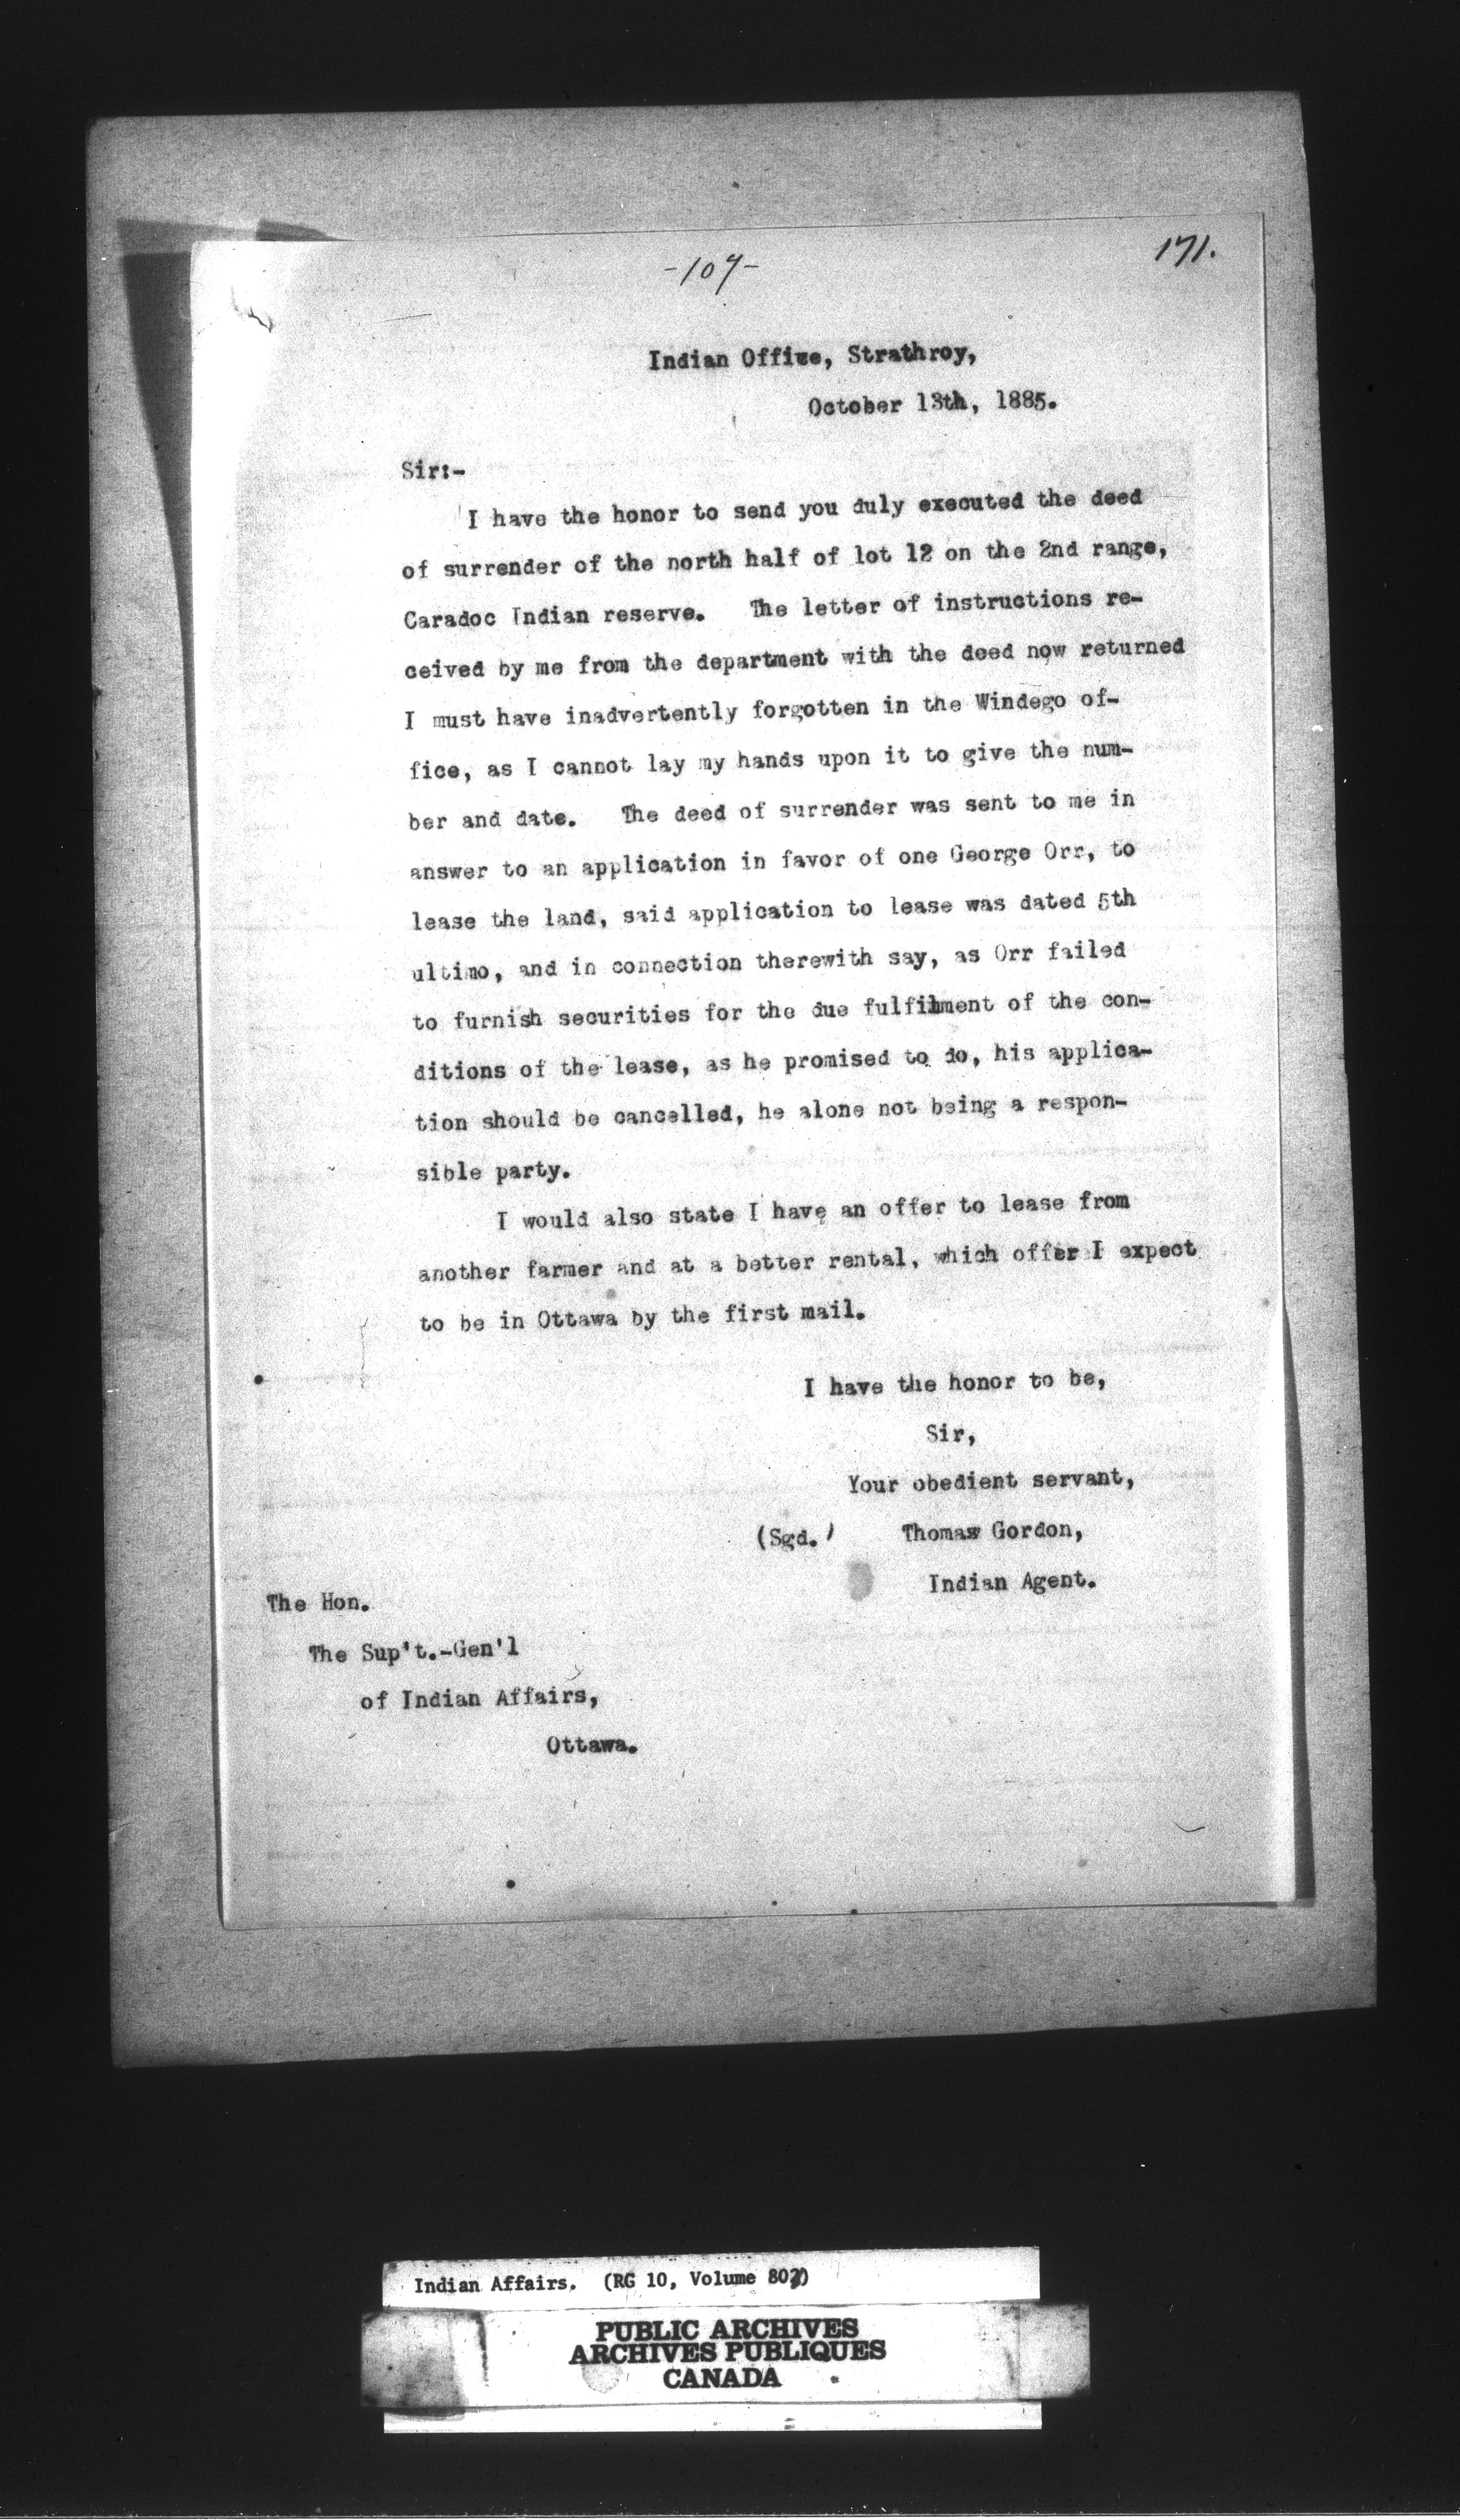 -107-
171.
Indian Office, Strathroy,
October 13th, 1885.
Sir:-
I have the honor to send you duly executed the deed
of surrender of the north half of lot 12 on the 2nd range,
Caradoc Indian reserve. The letter of instructions re-
ceived by me from the department with the deed now returned
I must have inadvertently forgotten in the Windego of-
fice, as I cannot lay my hands upon it to give the num-
ber and date. The deed of surrender was sent to me in
answer to an application in favor of one George Orr, to
lease the land, said application to lease was dated 5th
ultimo, and in connection therewith say, as Orr failed
to furnish securities for the due fulfilment of the con-
ditions of the lease, as he promised to do, his applica-
tion should be cancelled, he alone not being a respon-
sible party.
I would also state I have an offer to lease from
another farmer and at a better rental, which offer I expect
to be in Ottawa by the first mail.
I have the honor to be,
Sir,
Your obedient servant,
(Sgd.) Thomas Gordon,
Indian Agent.
The Hon.
The Sup't.-Gen'l
of Indian Affairs,
Ottawa.
Indian Affairs. (RG 10, Volume
PUBLIC ARCHIVES
ARCHIVES PUBLIQUES
CANADA